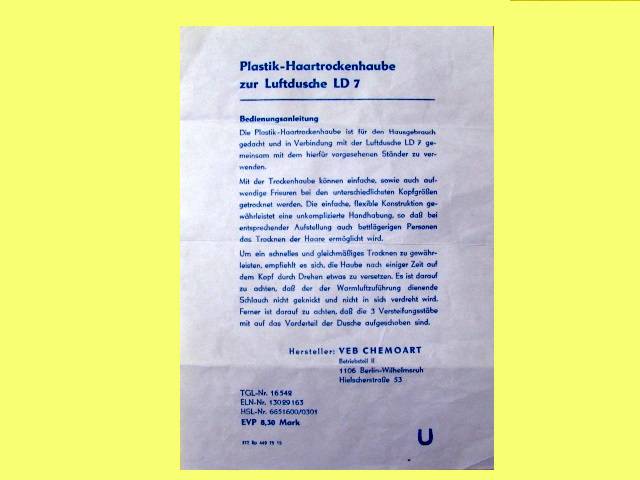 Plastik-Haartrockenhaube
zur Luftdusche LD 7
Bedienungsanleitung
Die Plastik-Haartrockenhaube ist für den Hausgebrauch
gedacht und in Verbindung mit der Luftdusche LD 7 ge-
meinsam mit dem hierfür vorgesehenen Ständer zu ver-
wenden.
Mit der Trockenhaube können einfache, sowie auch auf-
wendige Frisuren bei den unterschiedlichsten Kopfgrößen
getrocknet werden. Die einfache, flexible Konstruktion ge-
währleistet eine unkomplizierte Handhabung, so daß bei
entsprechender Aufstellung auch bettlägerigen Personen
das Trocknen der Haare ermöglicht wird.
Um ein schnelles und gleichmäßiges Trocknen zu gewähr-
leisten, empfiehlt es sich, die Haube nach einiger Zeit auf
dem Kopf durch Drehen etwas zu versetzen. Es ist darauf
zu achten, daß der der Warmluftzuführung dienende
Schlauch nicht geknickt und nicht in sich verdreht wird.
Ferner ist darauf zu achten, daß die 3 Versteifungsstäbe
mit auf das Vorderteil der Dusche aufgeschoben sind.
Hersteller: VEB CHEMOART
Betriebsteil II
1106 Berlin-Wilhelmsruh
Hielscherstraße 53
TGL-Nr. 16542
ELN-Nr. 13029163
HSL-Nr. 6651600/0301
EVP 8,30 Mark
U